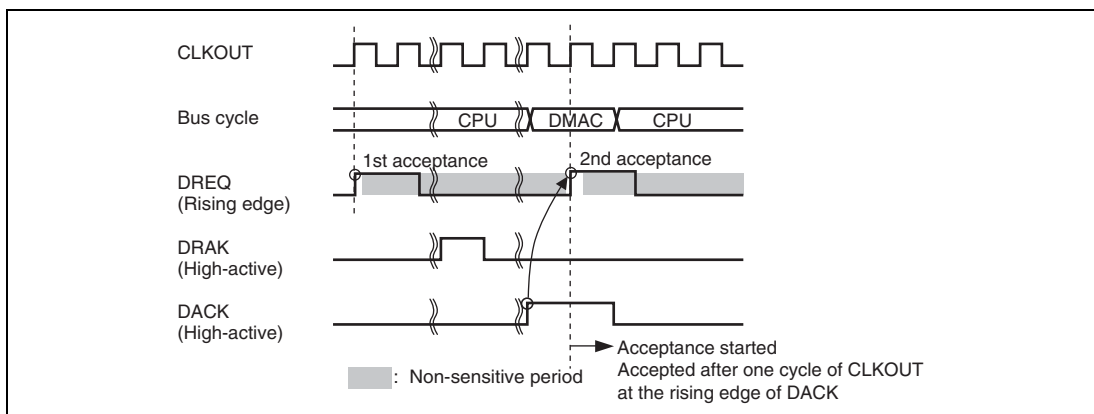 CLKOUT
Bus cycle
CPU
DMAC
CPU
1st acceptance
2nd acceptance
DREQ
(Rising edge)
DRAK
(High-active)
DACK
(High-active)
Acceptance started
Accepted after one cycle of CLKOUT
at the rising edge of DACK
: Non-sensitive period